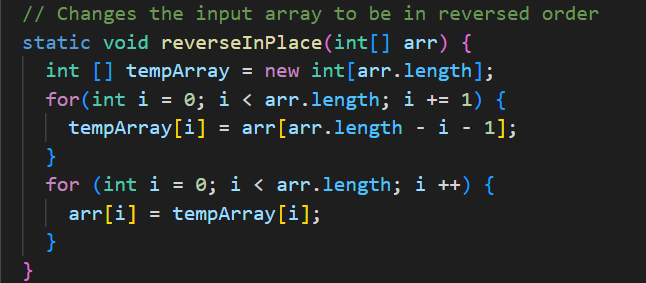 // Changes the input array to be in reversed order
static void reverseInPlace(int[] arr) {
  int [] tempArray = new int[arr.length];
  for(int i = 0; i < arr.length; i += 1) {
    tempArray[i] = arr[arr.length - i - 1];
  }
  for (int i = 0; i < arr.length; i ++) {
    arr[i] = tempArray[i];
  }
}